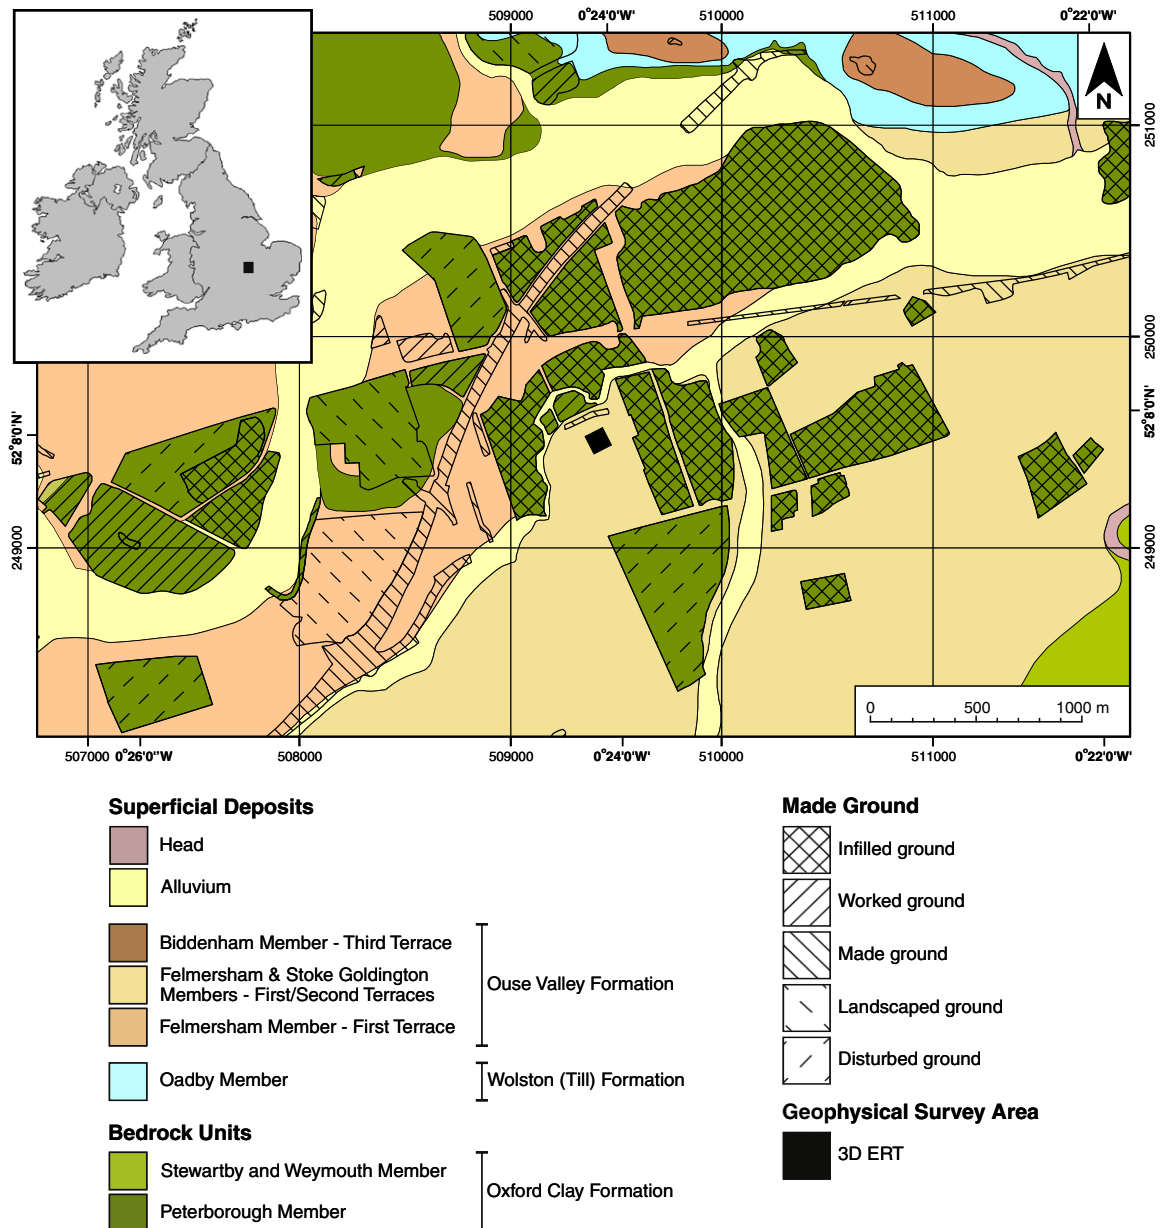 509000
0°24'0'W'
510000
511000
0°22'0'W'
N
251000
250000
52°8'0'N'
249000
52°8'0'N'
249000
0
500
1000 m
507000
0°26'0'''W
508000
509000
0°24'0'W'
510000
511000
0°22'0'W'
Superficial Deposits
Head
Alluvium
Biddenham Member - Third Terrace
Felmersham & Stoke Goldington
Members - First/Second Terraces
Felmersham Member - First Terrace
Ouse Valley Formation
Oadby Member
Wolston (Till) Formation
Bedrock Units
Stewartby and Weymouth Member
Peterborough Member
Oxford Clay Formation
Made Ground
Infilled ground
Worked ground
Made ground
Landscaped ground
Disturbed ground
Geophysical Survey Area
3D ERT